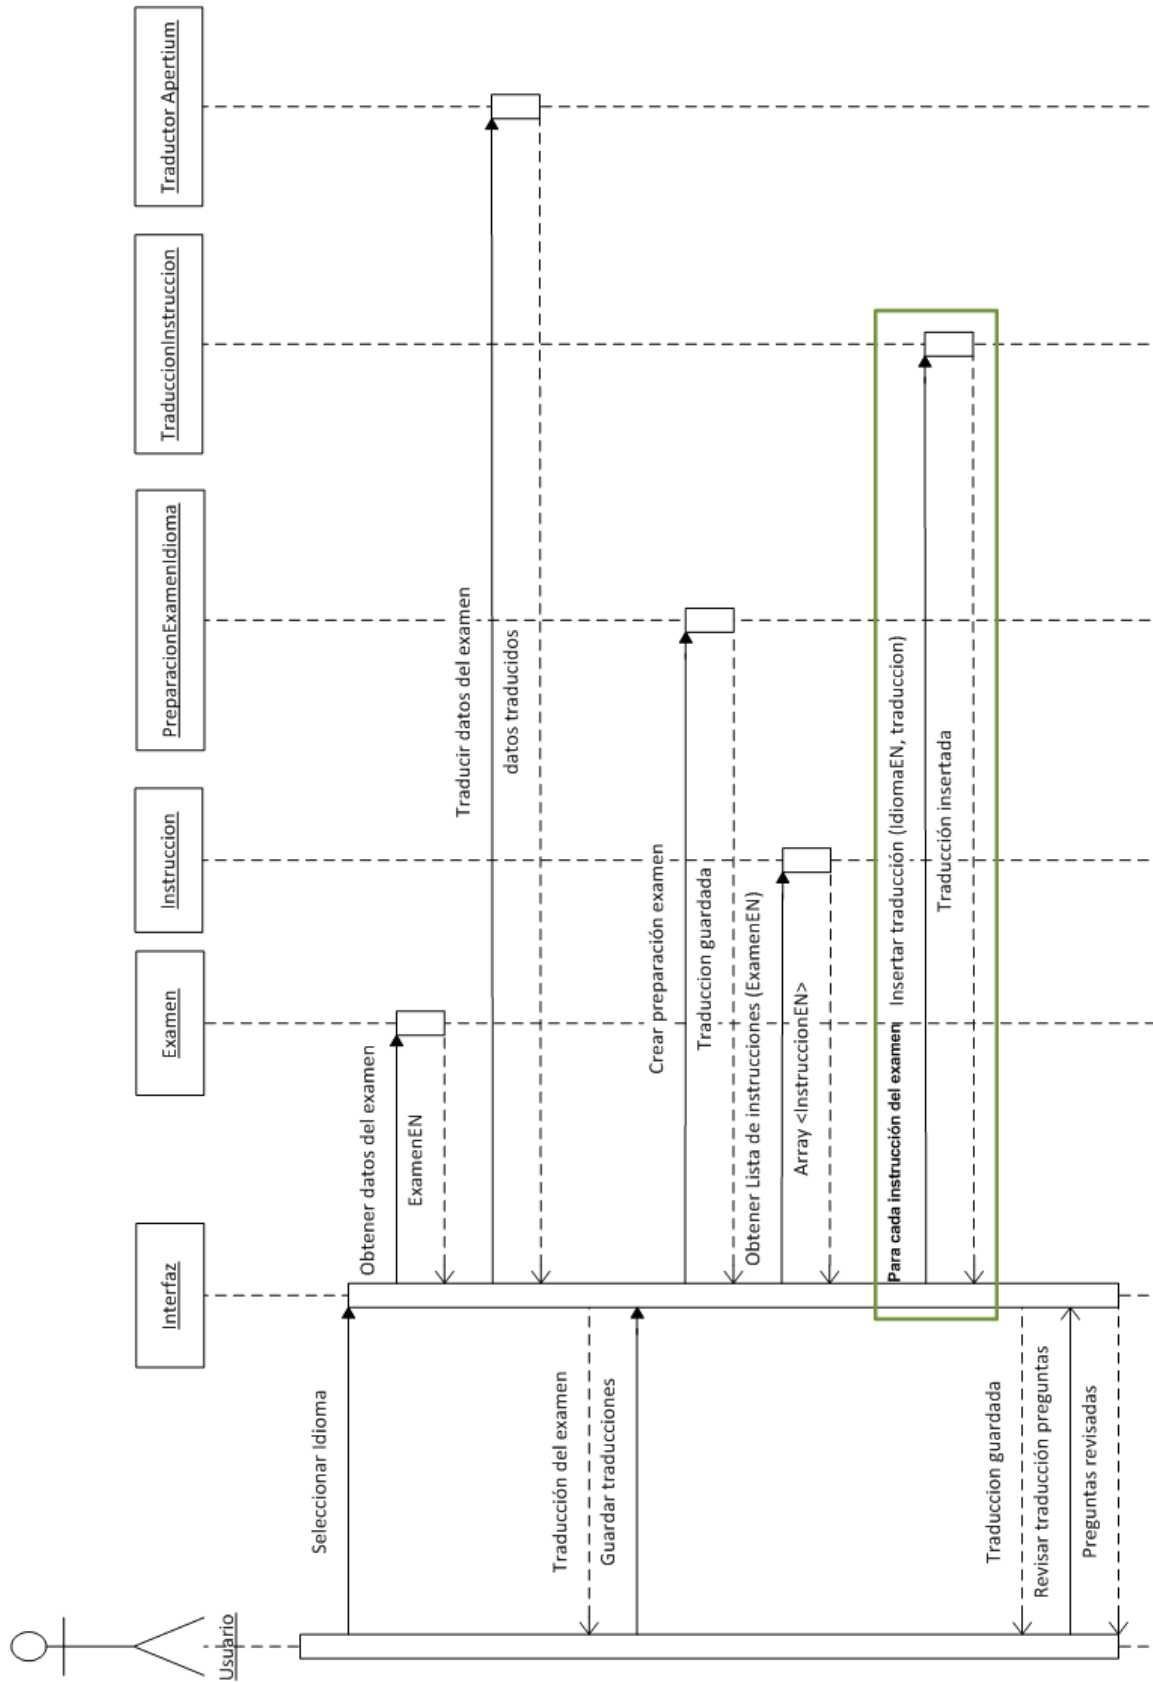 Usuario
Interfaz
Examen
Instruccion
PreparacionExamenIdioma
TraduccionInstruccion
Traductor Apertium
Seleccionar Idioma
Obtener datos del examen
ExamenEN
Traducir datos del examen
datos traducidos
Traducción del examen
Guardar traducciones
Crear preparación examen
Traduccion guardada
Obtener Lista de instrucciones (ExamenEN)
Array <InstruccionEN>
Para cada instrucción del examen
Insertar traducción (IdiomaEN, traduccion)
Traducción insertada
Traduccion guardada
Revisar traducción preguntas
Preguntas revisadas